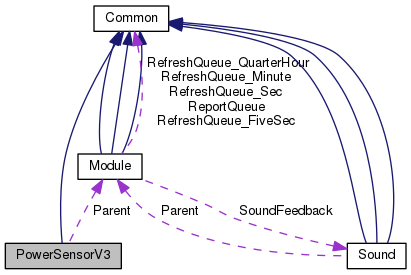 Common
RefreshQueue_QuarterHour
RefreshQueue_Minute
RefreshQueue_Sec
ReportQueue
RefreshQueue_FiveSec
Module
Parent
Parent
SoundFeedback
PowerSensorV3
Sound